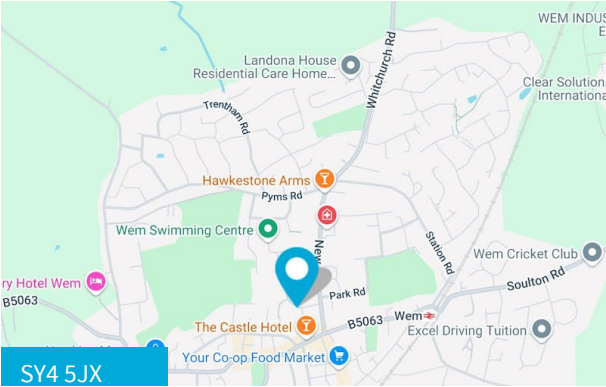 WEM INDUS
E
Landona House
Residential Care Home...
Whitchurch Rd
Clear Solution
Internationa
Trentham Rd
Hawkestone Arms
Pyms Rd
Wem Swimming Centre
New
Station Rd
Wem Cricket Club
ry Hotel Wem
Soulton Rd
B5063
Park Rd
The Castle Hotel
B5063
Wem
Excel Driving Tuition
Your Co-op Food Market
SY4 5JX